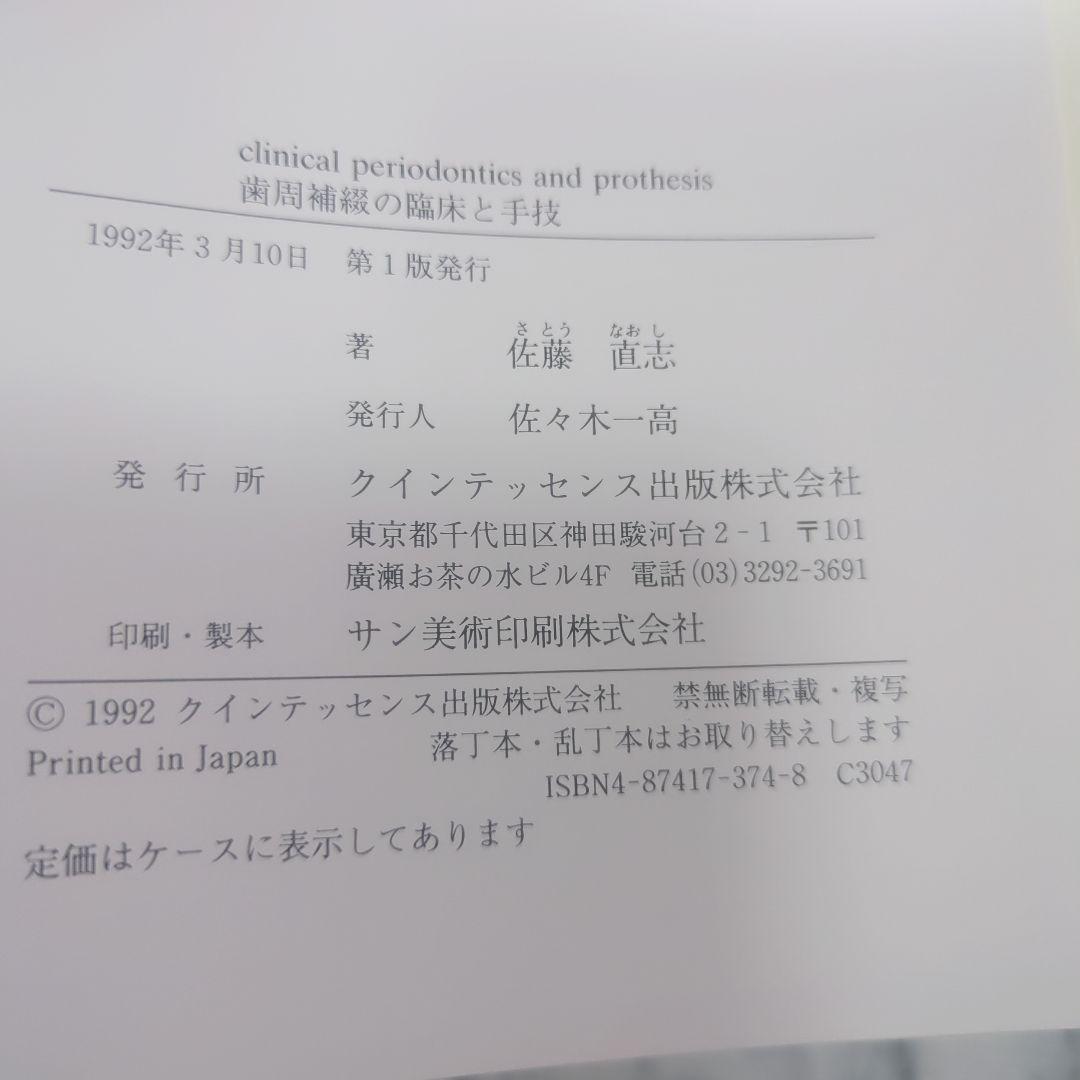 clinical periodontics and prothesis
歯周補綴の臨床と手技
1992年3月10日 第1版発行
著 佐藤 直志
さとう なおし
発行人 佐々木一高
発行所 クインテッセンス出版株式会社
東京都千代田区神田駿河台2-1 〒101
廣瀬お茶の水ビル4F 電話(03)3292-3691
印刷・製本 サン美術印刷株式会社
© 1992 クインテッセンス出版株式会社 禁無断転載・複写
Printed in Japan 落丁本・乱丁本はお取り替えします
ISBN4-87417-374-8 C3047
定価はケースに表示してあります